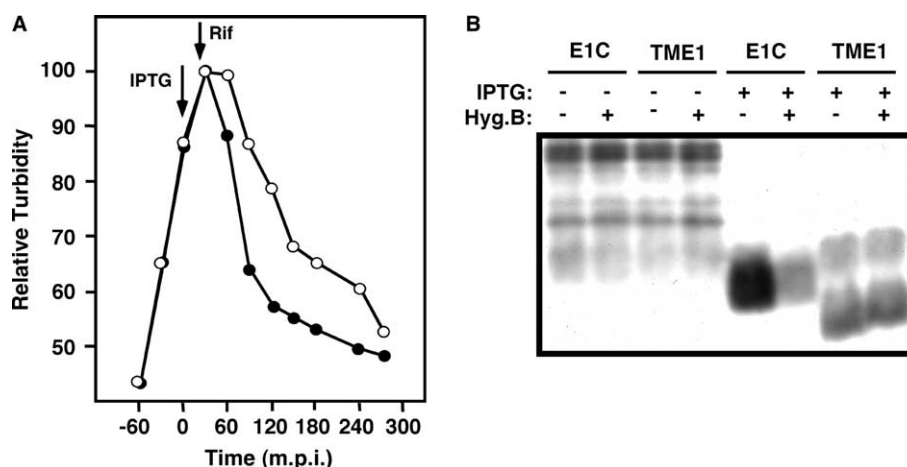 A
Rif
IPTG
100
90
80
70
60
50
Relative Turbidity
-60 0 60 120 180 240 300
Time (m.p.i.)
B
E1C TME1 E1C TME1
IPTG: - - - - + + + +
Hyg.B: - + - + - + - +